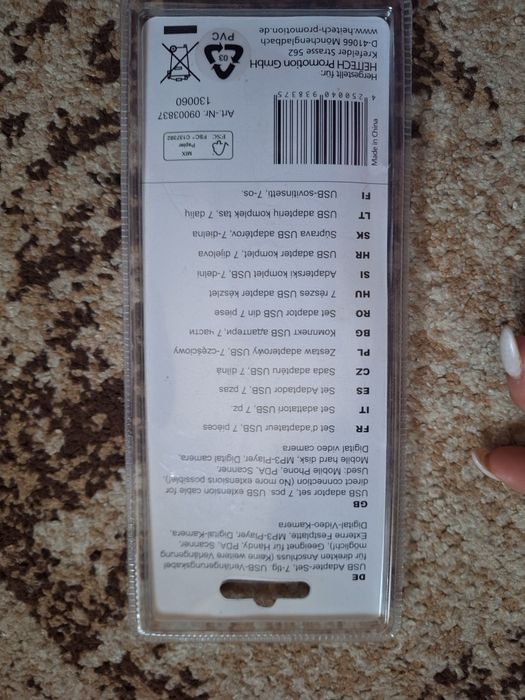 DE
USB Adapter-Set, 7-tlg. USB-Verlängerungskabel
für direkten Anschluss (Keine weitere Verlängerung
möglich!), Geeignet für Handy, PDA, Scanner,
Externe Festplatte, MP3-Player, Digital-Kamera,
Digital-Video-Kamera
GB
USB adaptor set, 7 pcs. USB extension cable for
direct connection (No more extensions possible!),
Used: Mobile Phone, PDA, Scanner,
Mobile hard disk, MP3-Player, Digital camera,
Digital video camera
FR Set d'adaptateur USB, 7 pièces
IT Set adattatori USB, 7 pz.
ES Set Adaptador USB, 7 pzas
CZ Sada adaptéru USB, 7 dílná
PL Zestaw adapterowy USB, 7-częściowy
BG Комплект USB адаптери, 7 части
RO Set adaptor USB din 7 piese
HU 7 részes USB adapter készlet
SI Adapterski komplet USB, 7-delni
HR USB adapter komplet, 7 dijelova
SK Súprava USB adaptérov, 7-dielna
LT USB adapterių komplektas, 7 dalių
FI USB-sovitinsetti, 7-os.
MIX
Papier
FSC® C137382
FSC
Art.-Nr. 09003837
130060
4 250040 938375
Made in China
Hergestellt für:
HEITECH Promotion GmbH
Krefelder Strasse 562
D-41066 Mönchengladbach
www.heitech-promotion.de
03
PVC